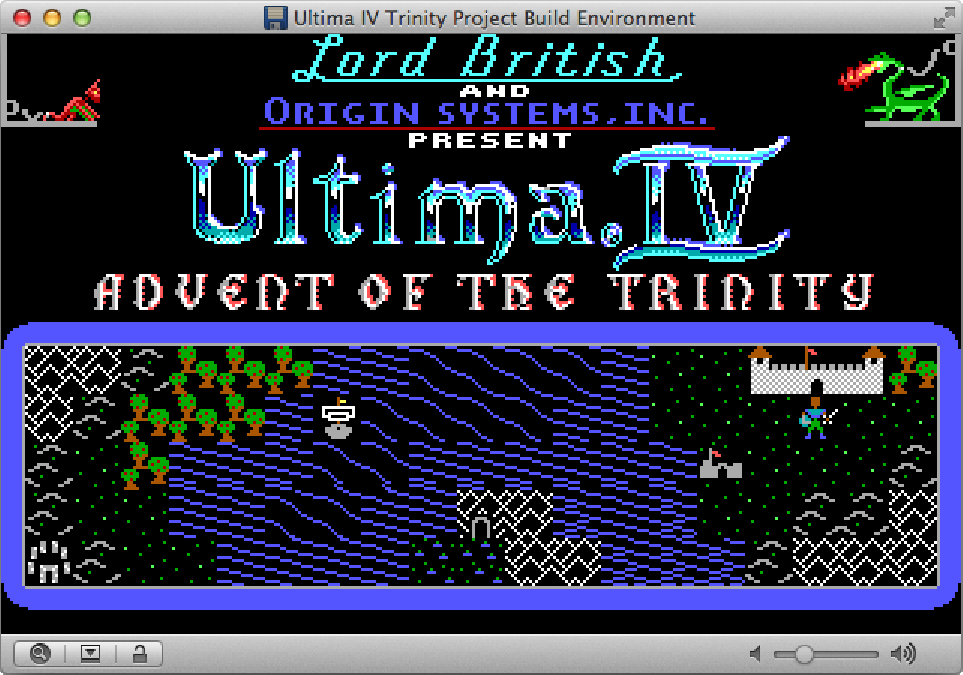 Ultima IV Trinity Project Build Environment
Lord British
AND
ORIGIN SYSTEMS, INC.
PRESENT
Ultima. IV
ADVENT OF THE TRINITY